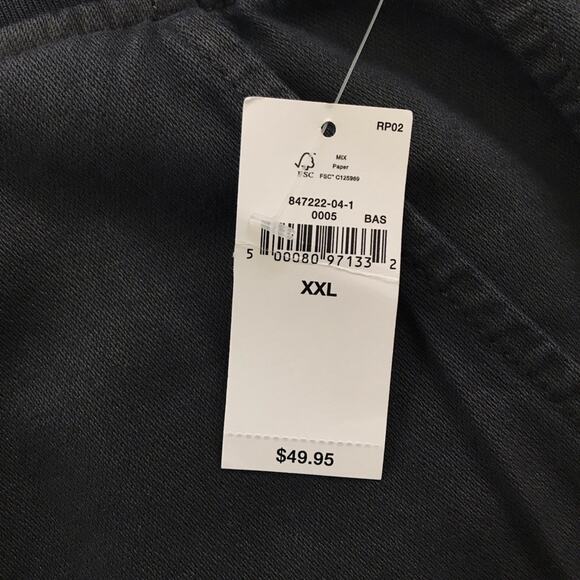 RP02
MIX
Paper
FSC FSC® C125969
847222-04-1
0005 BAS
5 00080 97133 2
XXL
$49.95